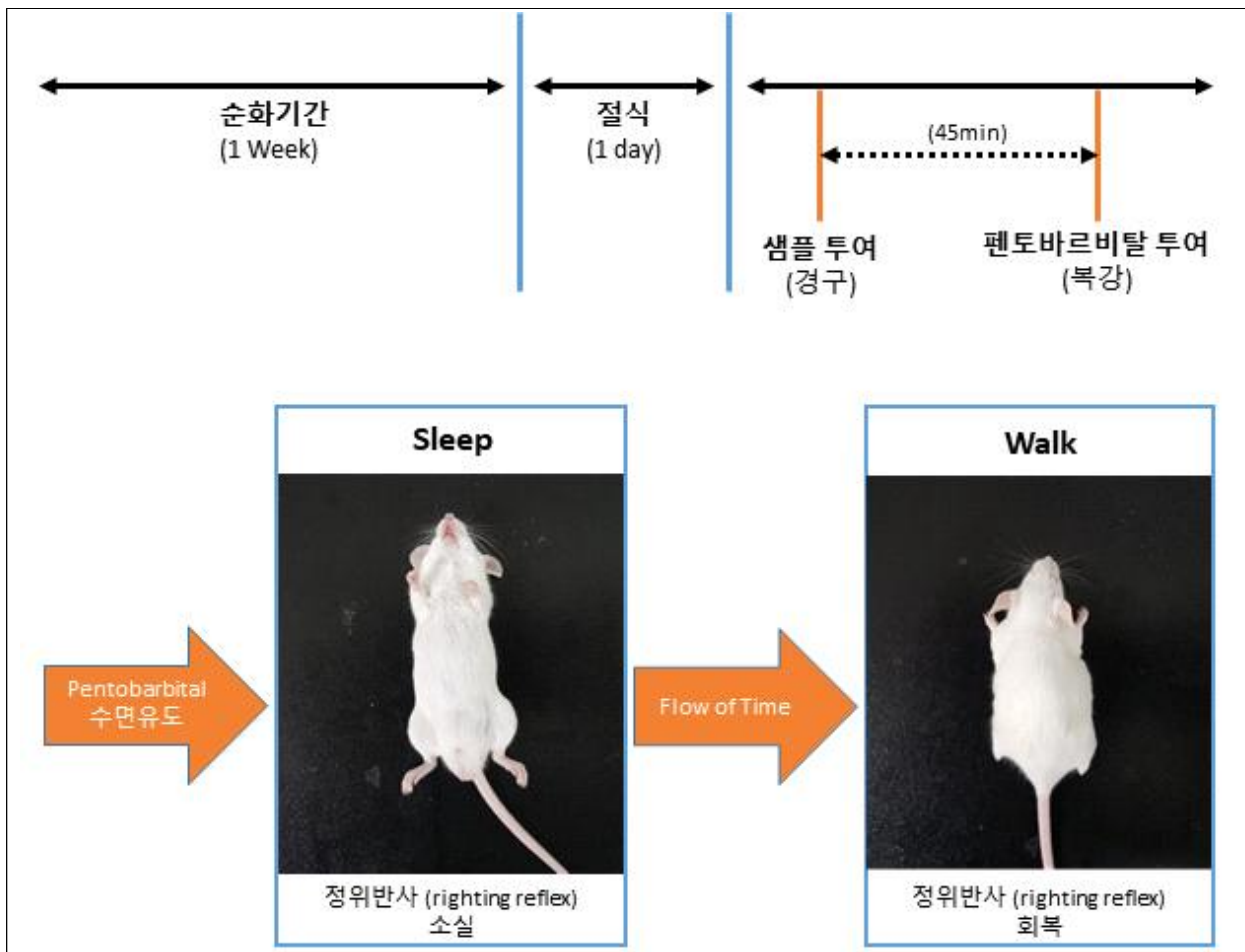 순화기간
(1 Week)
절식
(1 day)
(45min)
샘플 투여
(경구)
펜토바르비탈 투여
(복강)
Pentobarbital
수면유도
Sleep
정위반사 (righting reflex)
소실
Flow of Time
Walk
정위반사 (righting reflex)
회복